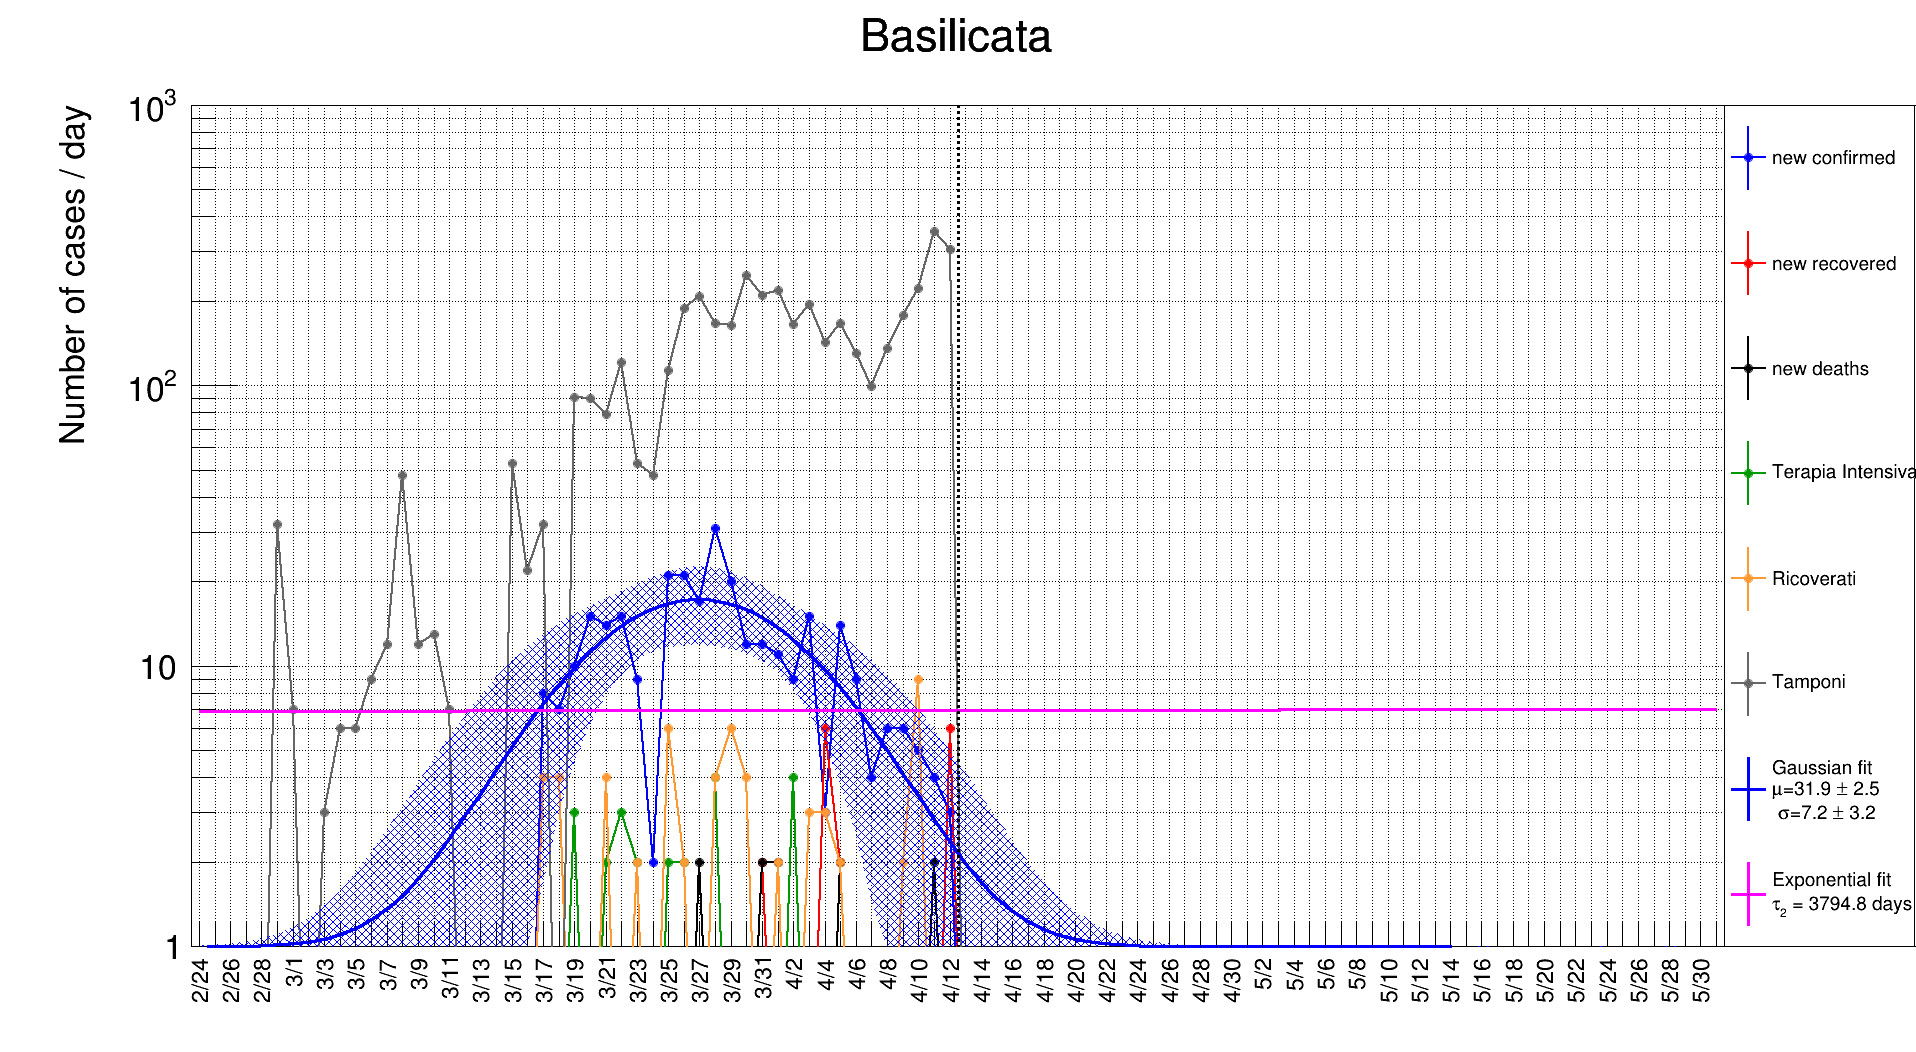 Basilicata
Number of cases / day
10³
10²
10
1
2/24 2/26 2/28 3/1 3/3 3/5 3/7 3/9 3/11 3/13 3/15 3/17 3/19 3/21 3/23 3/25 3/27 3/29 3/31 4/2 4/4 4/6 4/8 4/10 4/12 4/14 4/16 4/18 4/20 4/22 4/24 4/26 4/28 4/30 5/2 5/4 5/6 5/8 5/10 5/12 5/14 5/16 5/18 5/20 5/22 5/24 5/26 5/28 5/30
new confirmed
new recovered
new deaths
Terapia Intensiva
Ricoverati
Tamponi
Gaussian fit
μ=31.9 ± 2.5
σ=7.2 ± 3.2
Exponential fit
τ₂ = 3794.8 days